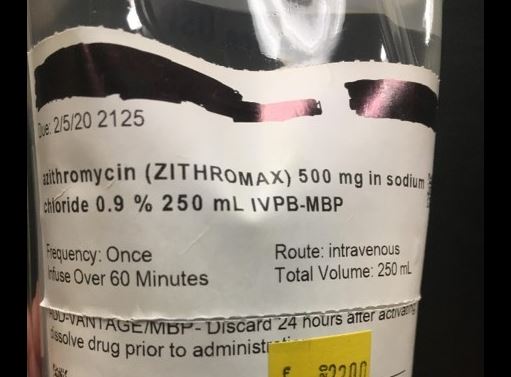 Due: 2/5/20 2125
azithromycin (ZITHROMAX) 500 mg in sodium
chloride 0.9 % 250 mL IVPB-MBP
Frequency: Once
Infuse Over 60 Minutes
Route: intravenous
Total Volume: 250 mL
ADD-VANTAGE/MBP- Discard 24 hours after activating
dissolve drug prior to